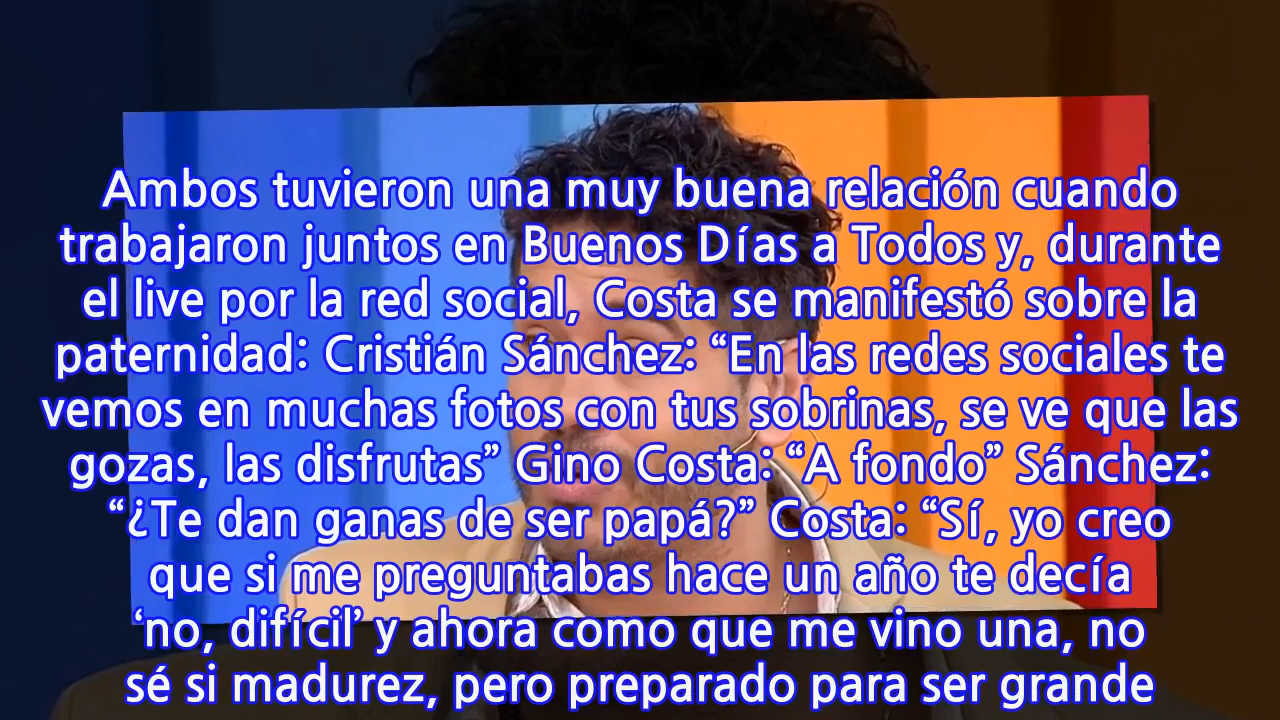 Ambos tuvieron una muy buena relación cuando
trabajaron juntos en Buenos Días a Todos y, durante
el live por la red social, Costa se manifestó sobre la
paternidad: Cristián Sánchez: “En las redes sociales te
vemos en muchas fotos con tus sobrinas, se ve que las
gozas, las disfrutas” Gino Costa: “A fondo” Sánchez:
“¿Te dan ganas de ser papá?” Costa: “Sí, yo creo
que si me preguntabas hace un año te decía
‘no, difícil’ y ahora como que me vino una, no
sé si madurez, pero preparado para ser grande